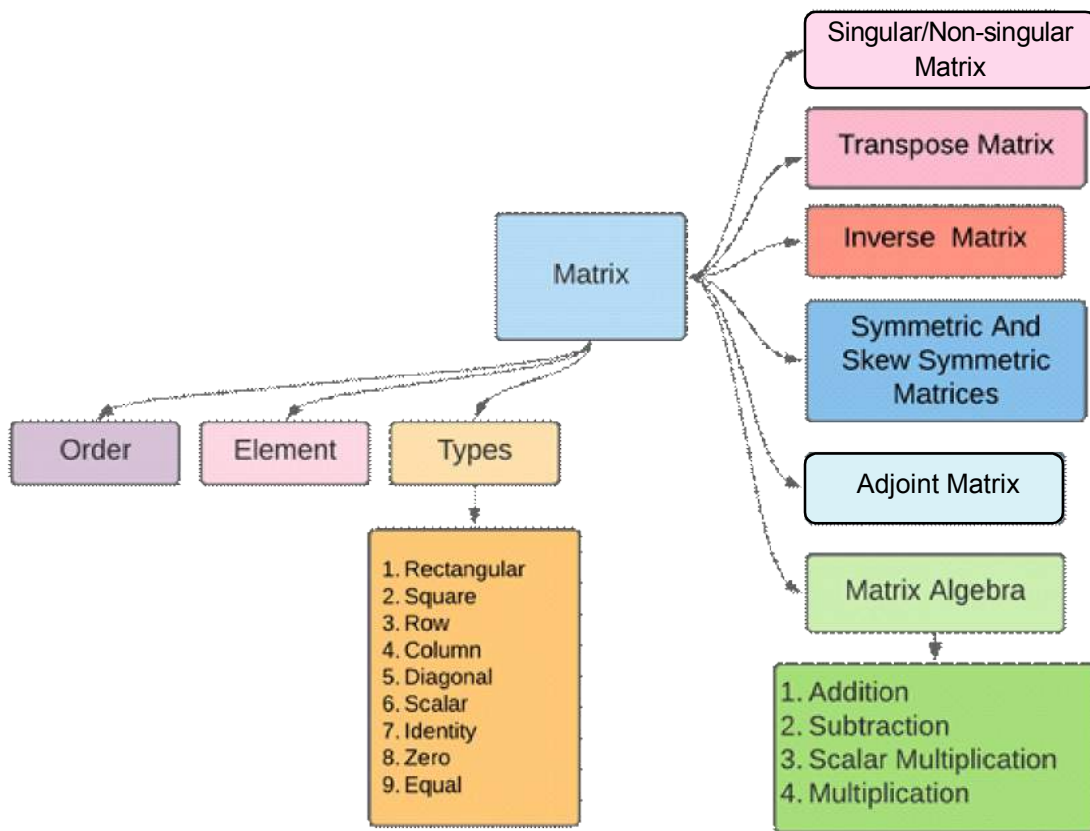 Singular/Non-singular
Matrix
Transpose Matrix
Inverse Matrix
Matrix
Symmetric And
Skew Symmetric
Matrices
Order
Element
Types
Adjoint Matrix
1. Rectangular
2. Square
3. Row
4. Column
5. Diagonal
6. Scalar
7. Identity
8. Zero
9. Equal
Matrix Algebra
1. Addition
2. Subtraction
3. Scalar Multiplication
4. Multiplication